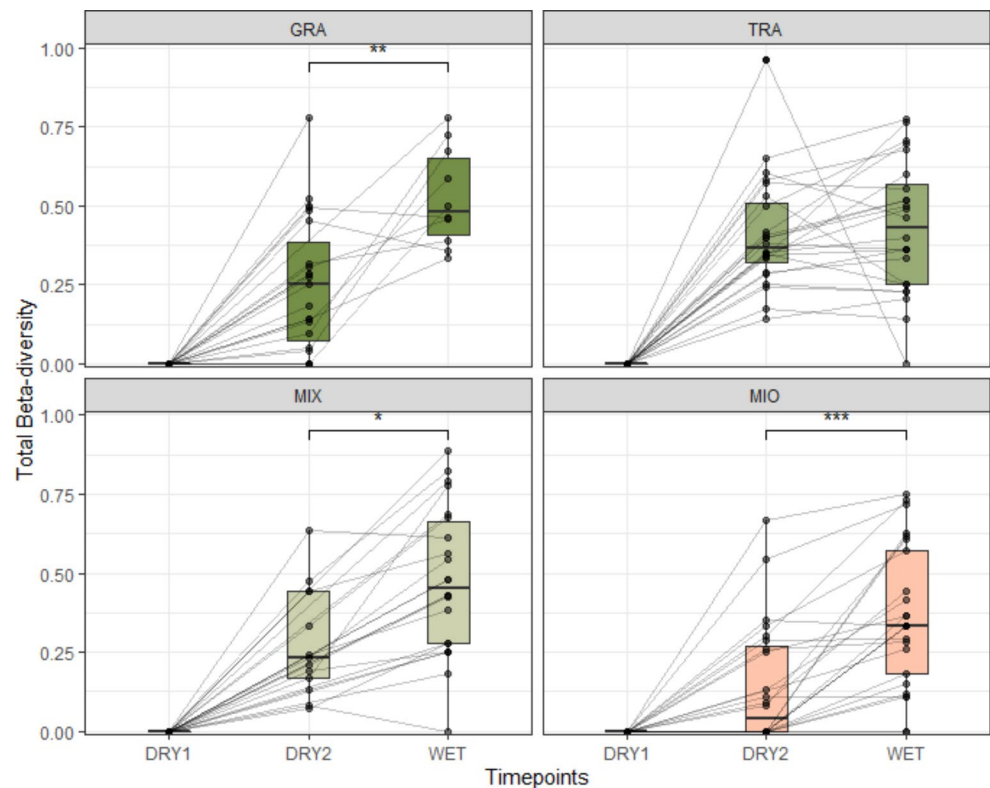 GRA
TRA
1.00
**
0.75
0.50
0.25
0.00
MIX
MIO
1.00
*
***
0.75
0.50
0.25
0.00
DRY1
DRY2
WET
DRY1
DRY2
WET
Total Beta-diversity
Timepoints